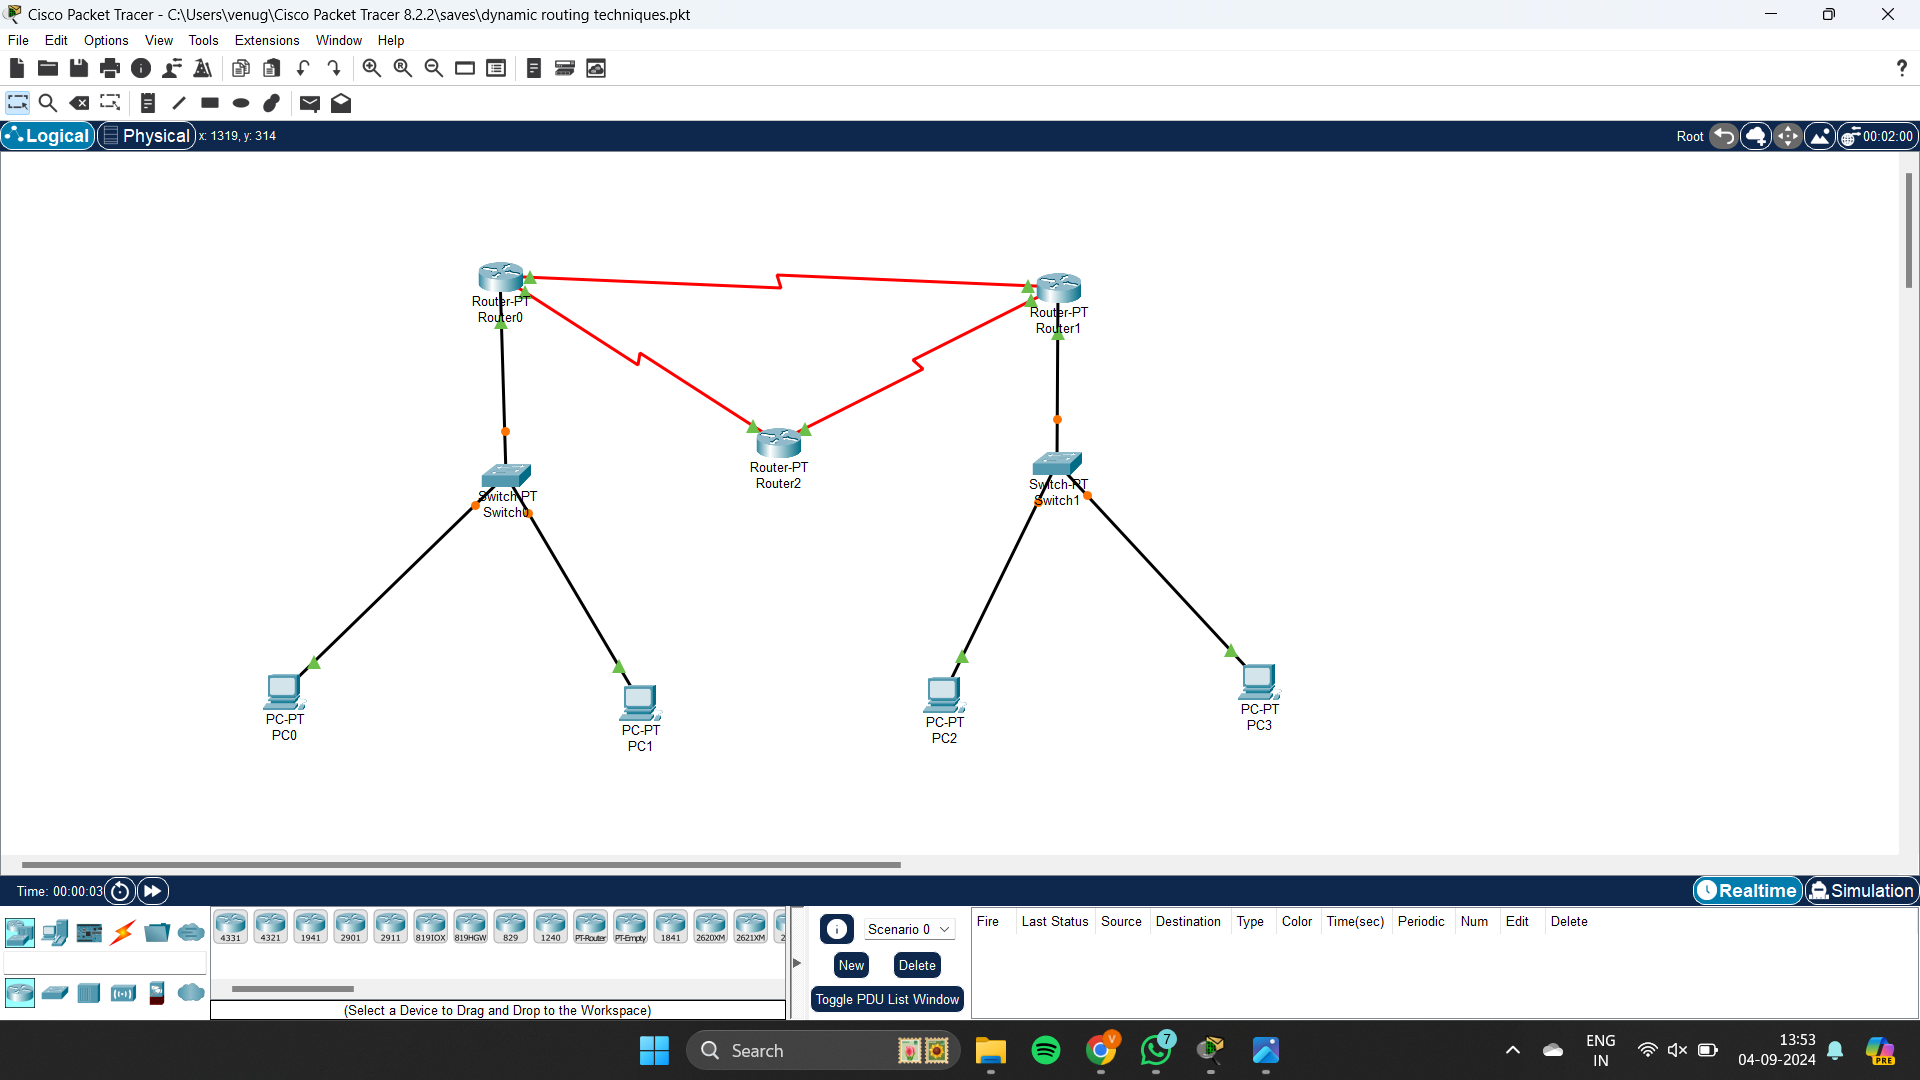 Cisco Packet Tracer - C:\Users\venug\Cisco Packet Tracer 8.2.2\saves\dynamic routing techniques.pkt
File Edit Options View Tools Extensions Window Help
?
Logical Physical x: 1319, y: 314 Root 00:02:00
Router-PT
Router0
Router-PT
Router1
Router-PT
Router2
Switch-PT
Switch0
Switch-PT
Switch1
PC-PT
PC0
PC-PT
PC1
PC-PT
PC2
PC-PT
PC3
Time: 00:00:03 Realtime Simulation
4331 4321 1941 2901 2911 819IOX 819HGW 829 1240 PT-Router PT-Empty 1841 2620XM 2621XM 2
(Select a Device to Drag and Drop to the Workspace)
Scenario 0
New Delete
Toggle PDU List Window
Fire Last Status Source Destination Type Color Time(sec) Periodic Num Edit Delete
Search
V
7
ENG
IN
13:53
04-09-2024
PRE